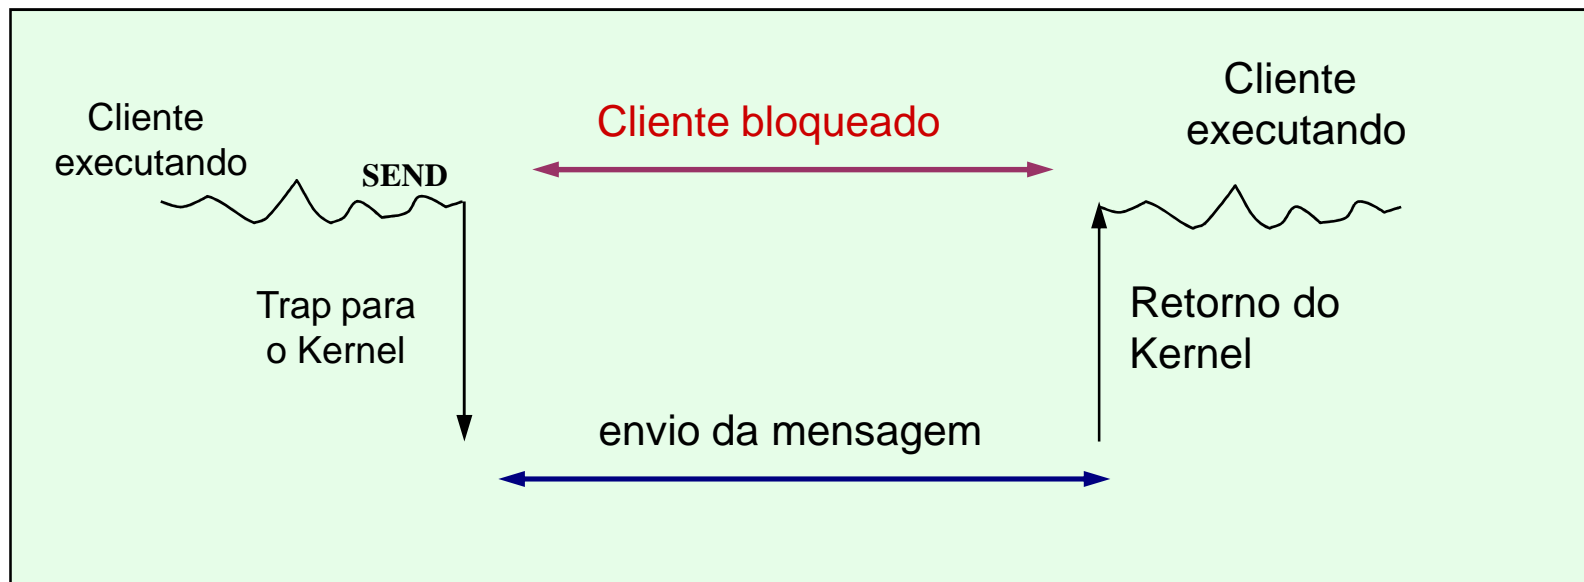 Cliente
executando
SEND
Cliente bloqueado
Cliente
executando
Trap para
o Kernel
Retorno do
Kernel
envio da mensagem